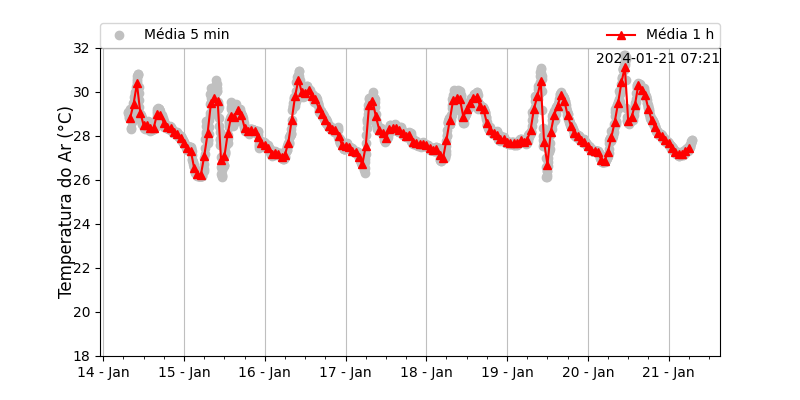 Média 5 min
Média 1 h
2024-01-21 07:21
Temperatura do Ar (°C)
32
30
28
26
24
22
20
18
14 - Jan
15 - Jan
16 - Jan
17 - Jan
18 - Jan
19 - Jan
20 - Jan
21 - Jan